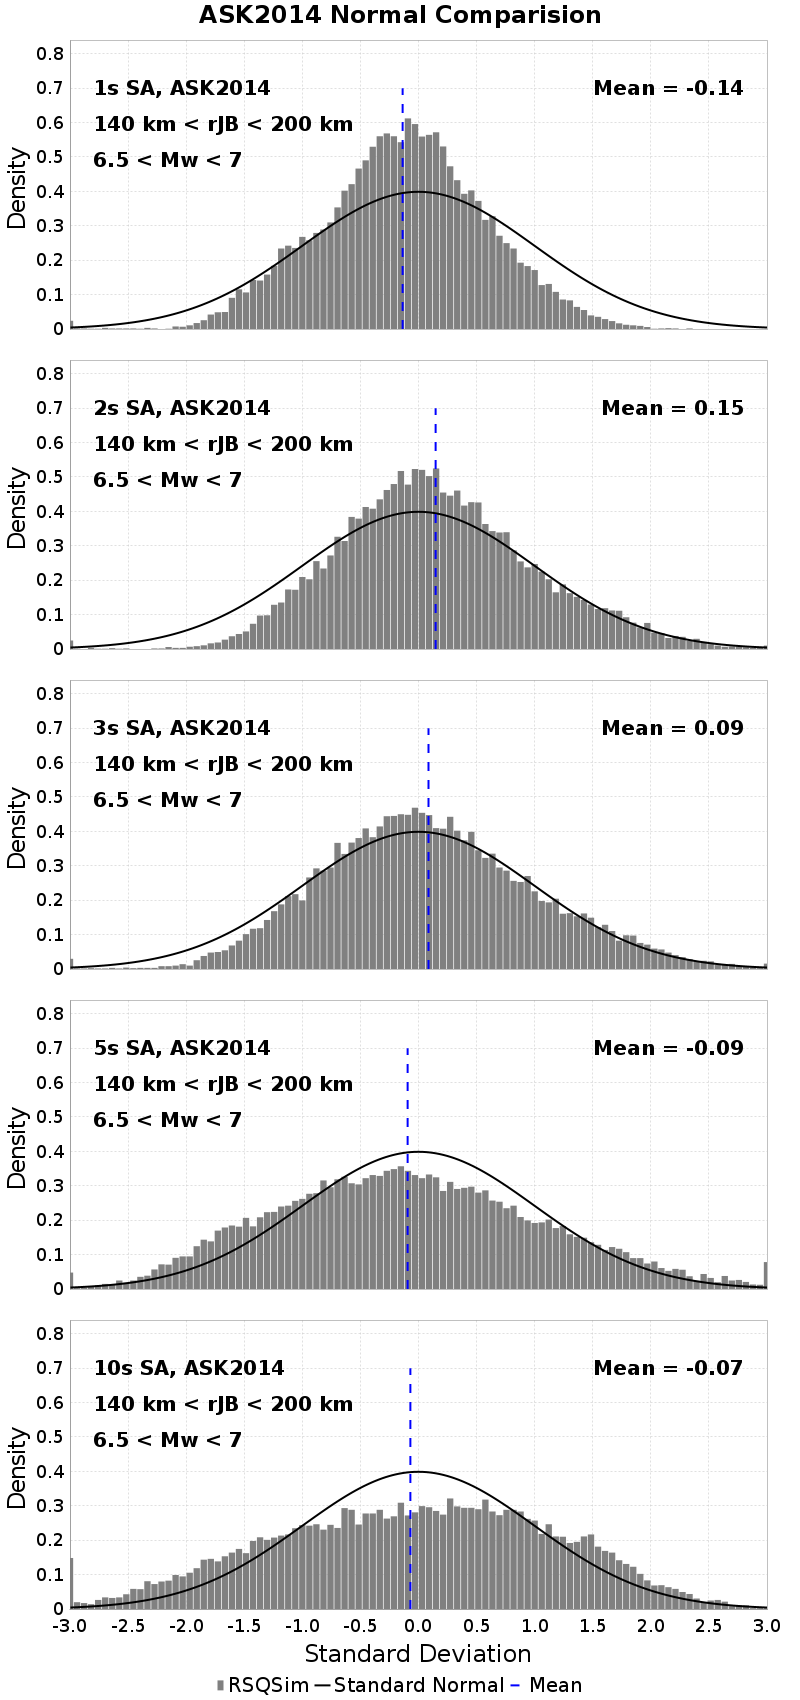 ASK2014 Normal Comparision
0.8
0.7
0.6
0.5
0.4
0.3
0.2
0.1
0
Density
1s SA, ASK2014
140 km < rJB < 200 km
6.5 < Mw < 7
Mean = -0.14
0.8
0.7
0.6
0.5
0.4
0.3
0.2
0.1
0
Density
2s SA, ASK2014
140 km < rJB < 200 km
6.5 < Mw < 7
Mean = 0.15
0.8
0.7
0.6
0.5
0.4
0.3
0.2
0.1
0
Density
3s SA, ASK2014
140 km < rJB < 200 km
6.5 < Mw < 7
Mean = 0.09
0.8
0.7
0.6
0.5
0.4
0.3
0.2
0.1
0
Density
5s SA, ASK2014
140 km < rJB < 200 km
6.5 < Mw < 7
Mean = -0.09
0.8
0.7
0.6
0.5
0.4
0.3
0.2
0.1
0
Density
10s SA, ASK2014
140 km < rJB < 200 km
6.5 < Mw < 7
Mean = -0.07
-3.0 -2.5 -2.0 -1.5 -1.0 -0.5 0.0 0.5 1.0 1.5 2.0 2.5 3.0
Standard Deviation
RSQSim Standard Normal Mean